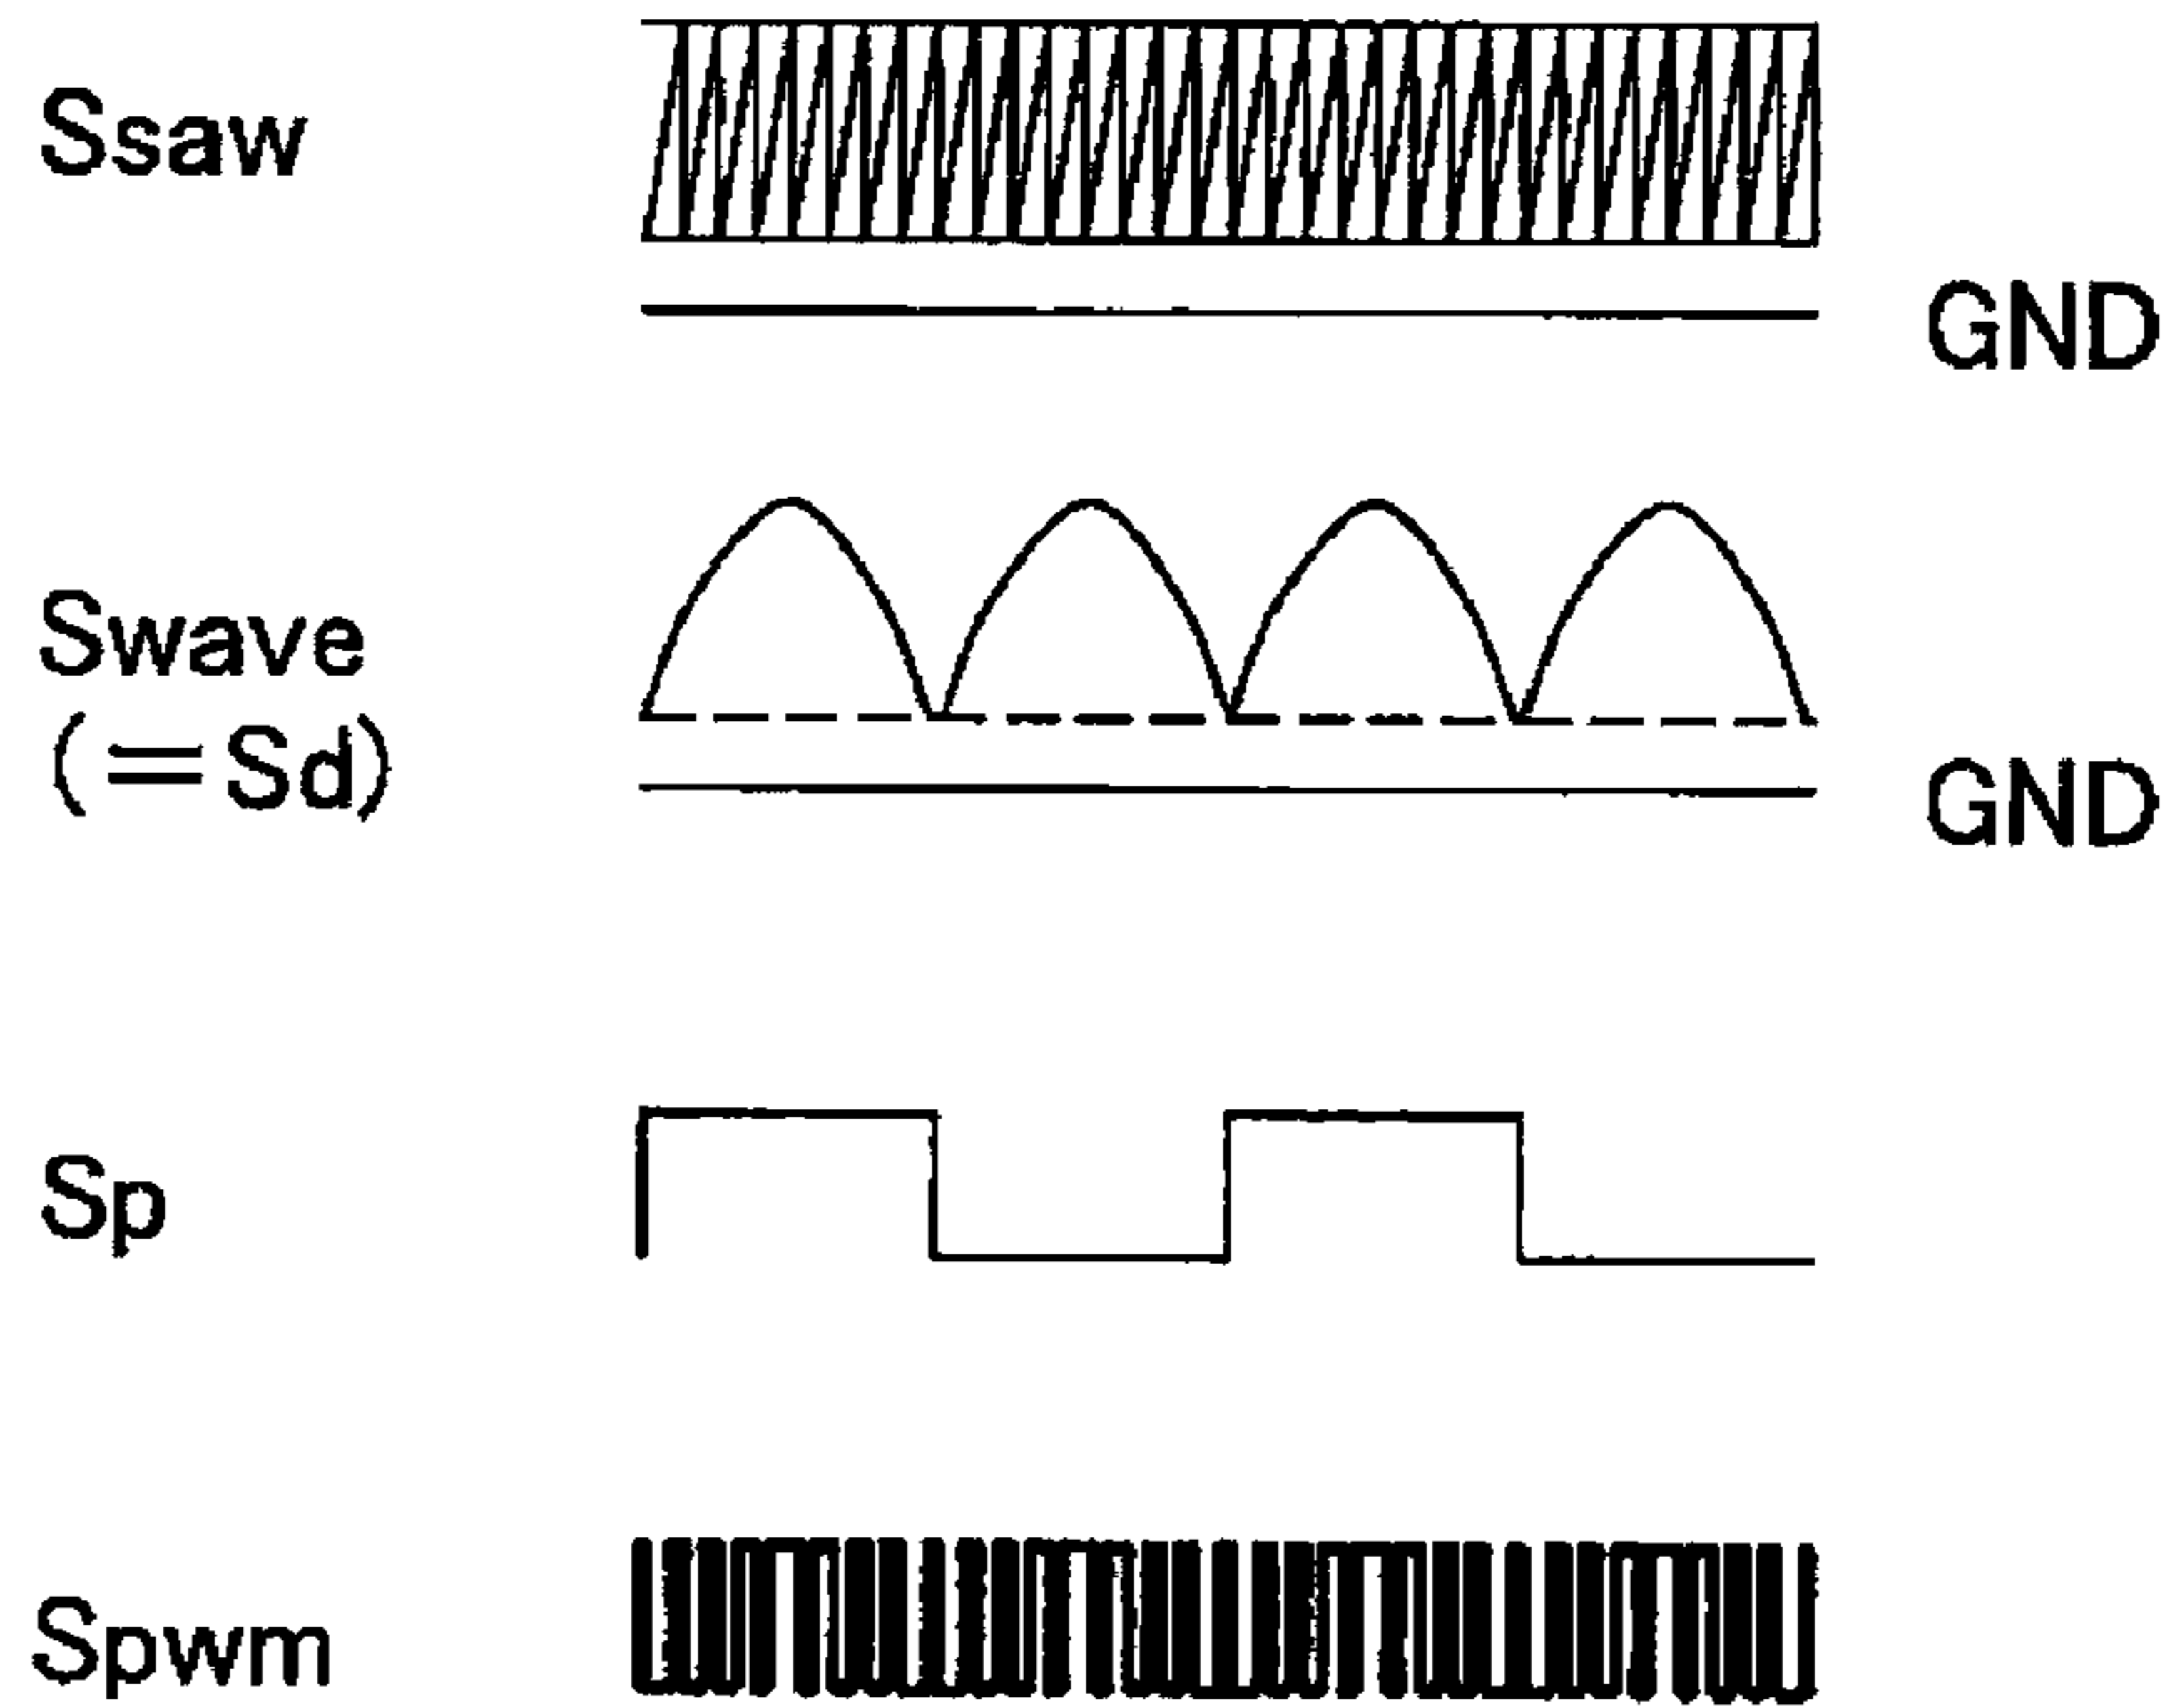 Ssaw
GND
Swave
(=Sd)
GND
Sp
Spwm